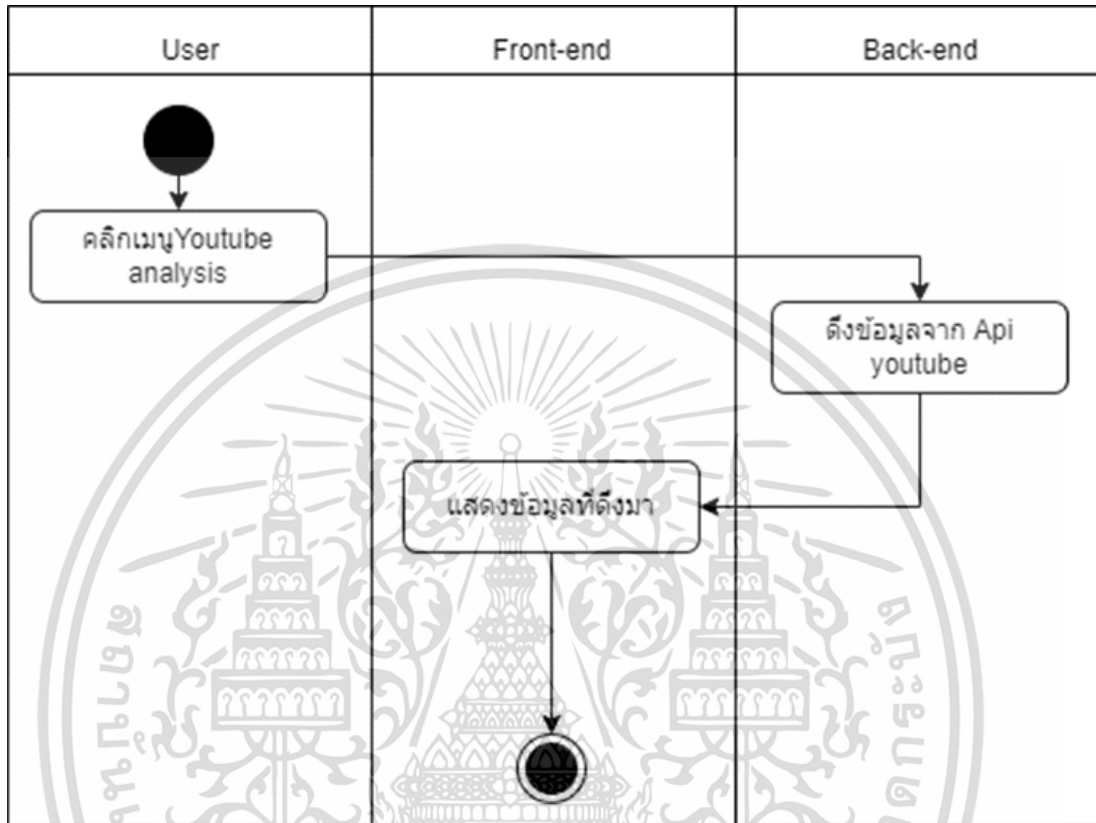 User
Front-end
Back-end
คลิกเมนูYoutube
analysis
ดึงข้อมูลจาก Api
youtube
แสดงข้อมูลที่ดึงมา